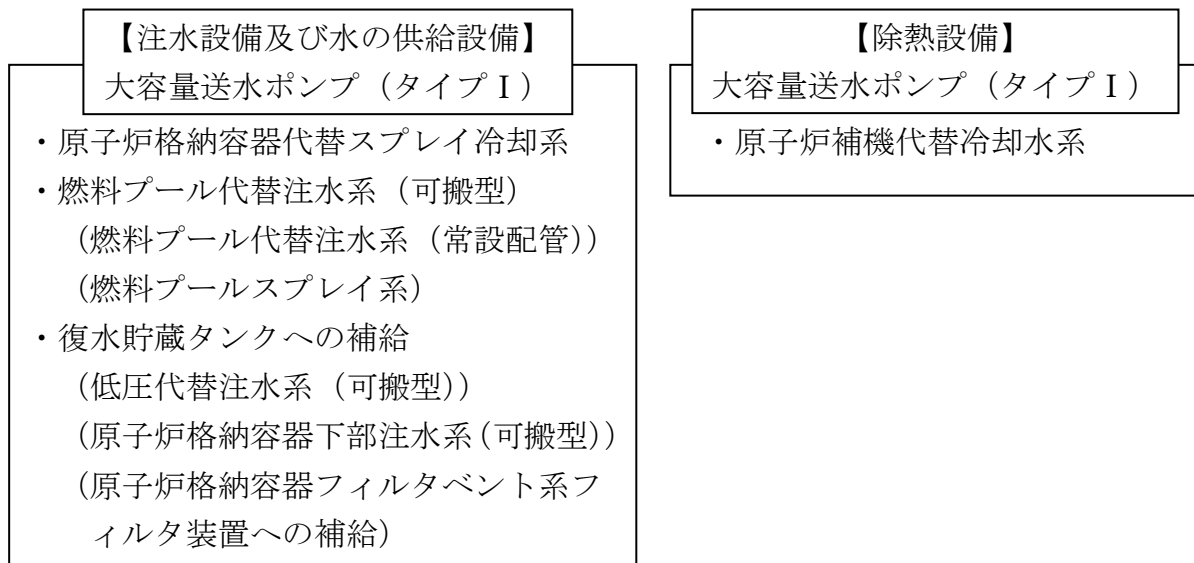 【注水設備及び水の供給設備】
大容量送水ポンプ（タイプⅠ）
・原子炉格納容器代替スプレイ冷却系
・燃料プール代替注水系（可搬型）
（燃料プール代替注水系（常設配管））
（燃料プールスプレイ系）
・復水貯蔵タンクへの補給
（低圧代替注水系（可搬型））
（原子炉格納容器下部注水系（可搬型））
（原子炉格納容器フィルタベント系フ
ィルタ装置への補給）
【除熱設備】
大容量送水ポンプ（タイプⅠ）
・原子炉補機代替冷却水系